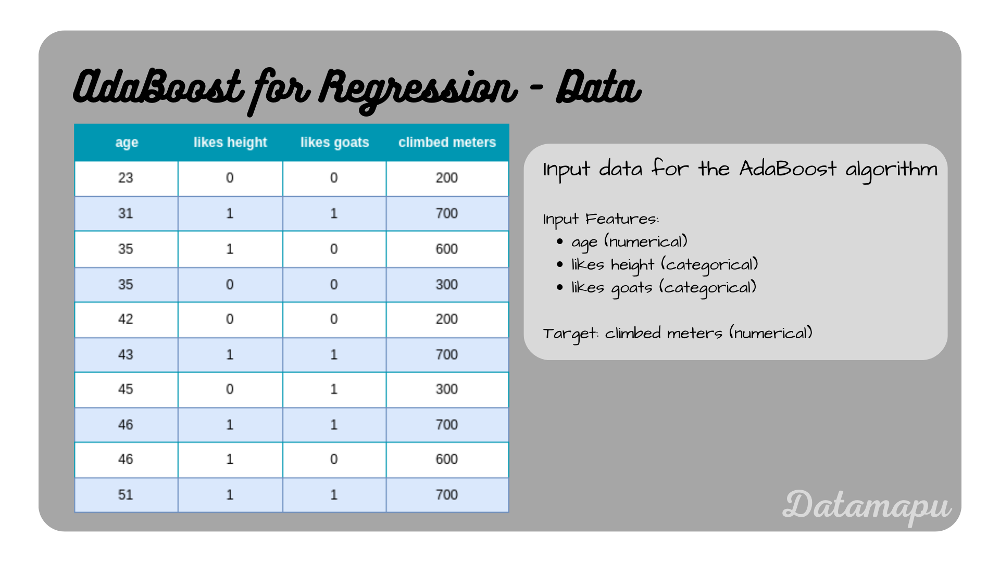 AdaBoost for Regression - Data
age likes height likes goats climbed meters
23 0 0 200
31 1 1 700
35 1 0 600
35 0 0 300
42 0 0 200
43 1 1 700
45 0 1 300
46 1 1 700
46 1 0 600
51 1 1 700
Input data for the AdaBoost algorithm
Input Features:
• age (numerical)
• likes height (categorical)
• likes goats (categorical)
Target: climbed meters (numerical)
Datamapu